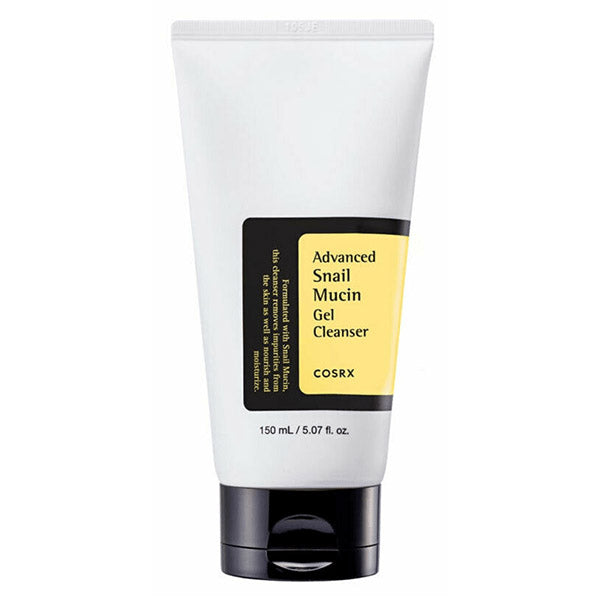 Advanced
Snail
Mucin
Gel
Cleanser
COSRX
Formulated with Snail Mucin,
this cleanser removes impurities from
the skin as well as nourish and
moisturize.
150 mL / 5.07 fl. oz.